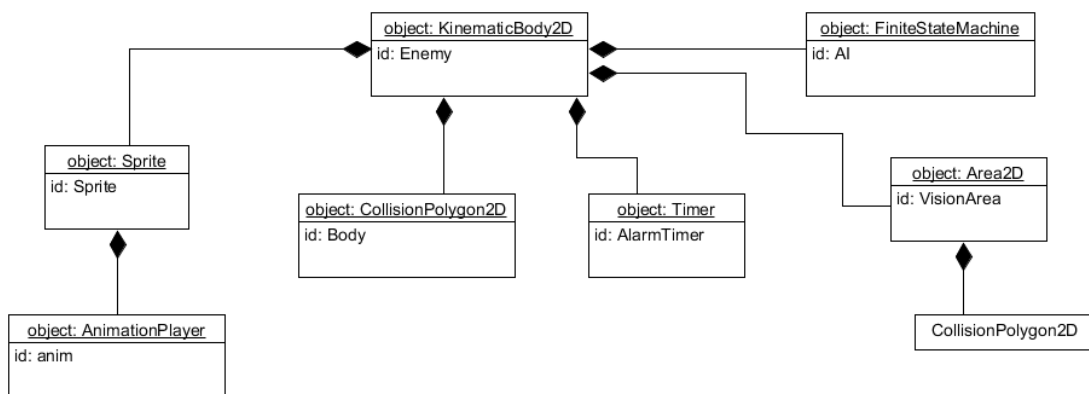 object: KinematicBody2D
id: Enemy
object: FiniteStateMachine
id: AI
object: Sprite
id: Sprite
object: CollisionPolygon2D
id: Body
object: Timer
id: AlarmTimer
object: Area2D
id: VisionArea
object: AnimationPlayer
id: anim
CollisionPolygon2D